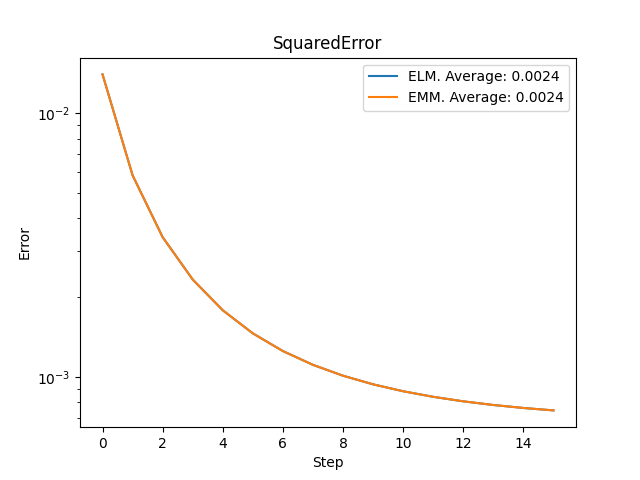 SquaredError
ELM. Average: 0.0024
EMM. Average: 0.0024
10⁻²
10⁻³
Error
0 2 4 6 8 10 12 14
Step